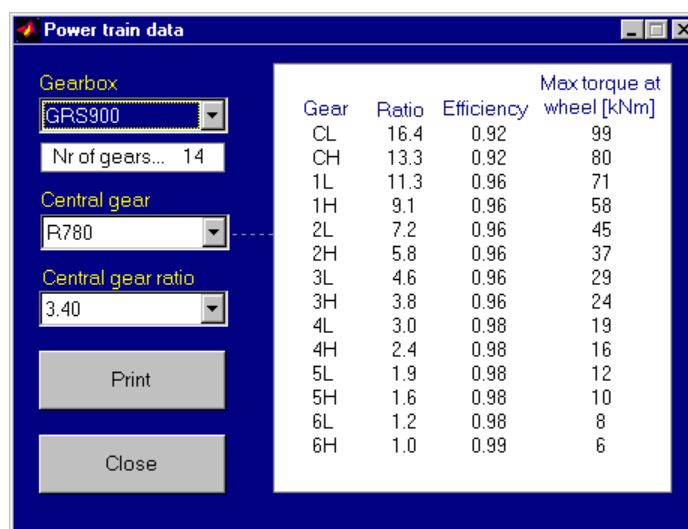 Power train data
Gearbox
GRS900
Nr of gears... 14
Central gear
R780
Central gear ratio
3.40
Print
Close
Max torque at
Gear Ratio Efficiency wheel [kNm]
CL 16.4 0.92 99
CH 13.3 0.92 80
1L 11.3 0.96 71
1H 9.1 0.96 58
2L 7.2 0.96 45
2H 5.8 0.96 37
3L 4.6 0.96 29
3H 3.8 0.96 24
4L 3.0 0.98 19
4H 2.4 0.98 16
5L 1.9 0.98 12
5H 1.6 0.98 10
6L 1.2 0.98 8
6H 1.0 0.99 6